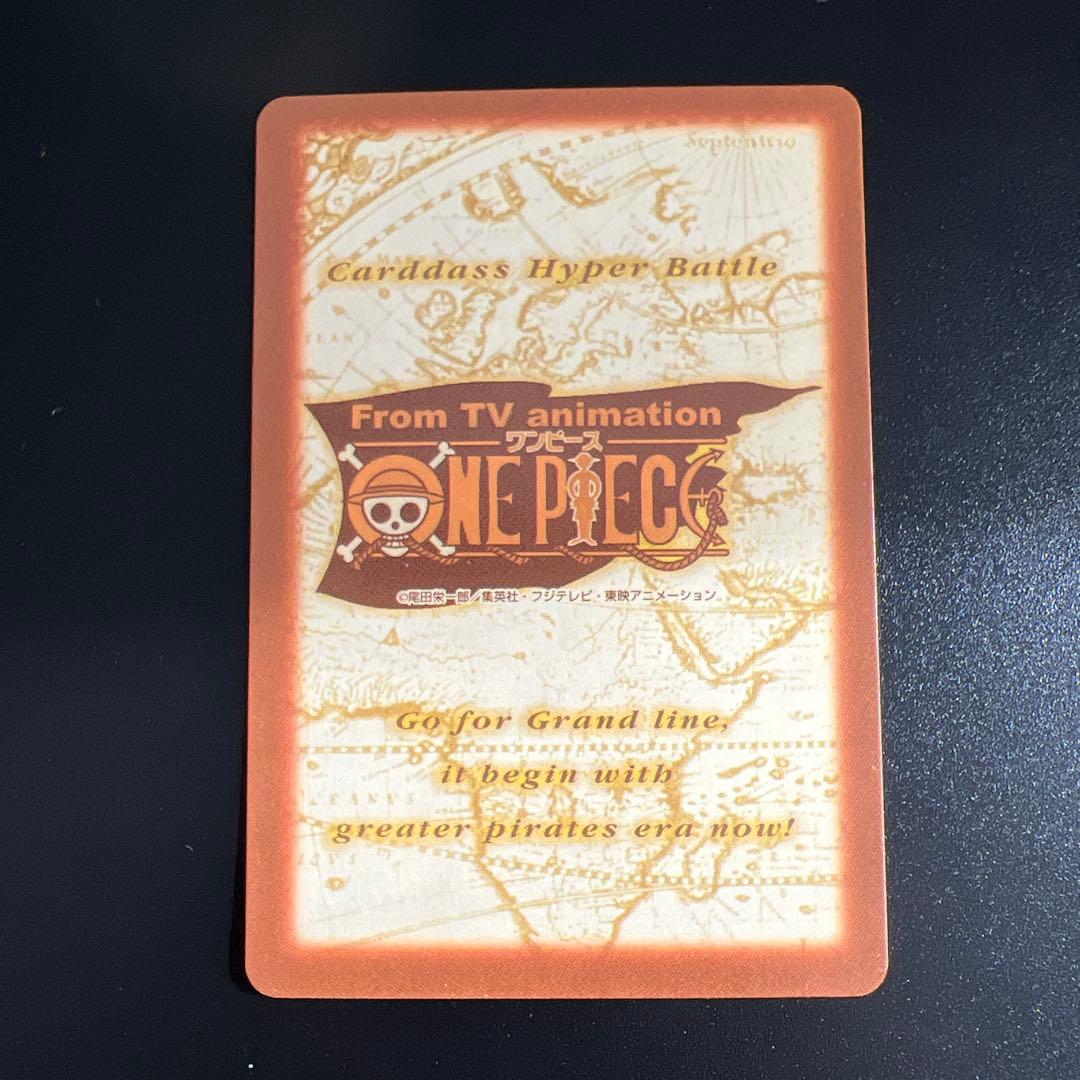 Septentrio
Carddass Hyper Battle
From TV animation
ワンピース
ONE PIECE
©尾田栄一郎/集英社・フジテレビ・東映アニメーション
Go for Grand line,
it begin with
greater pirates era now!